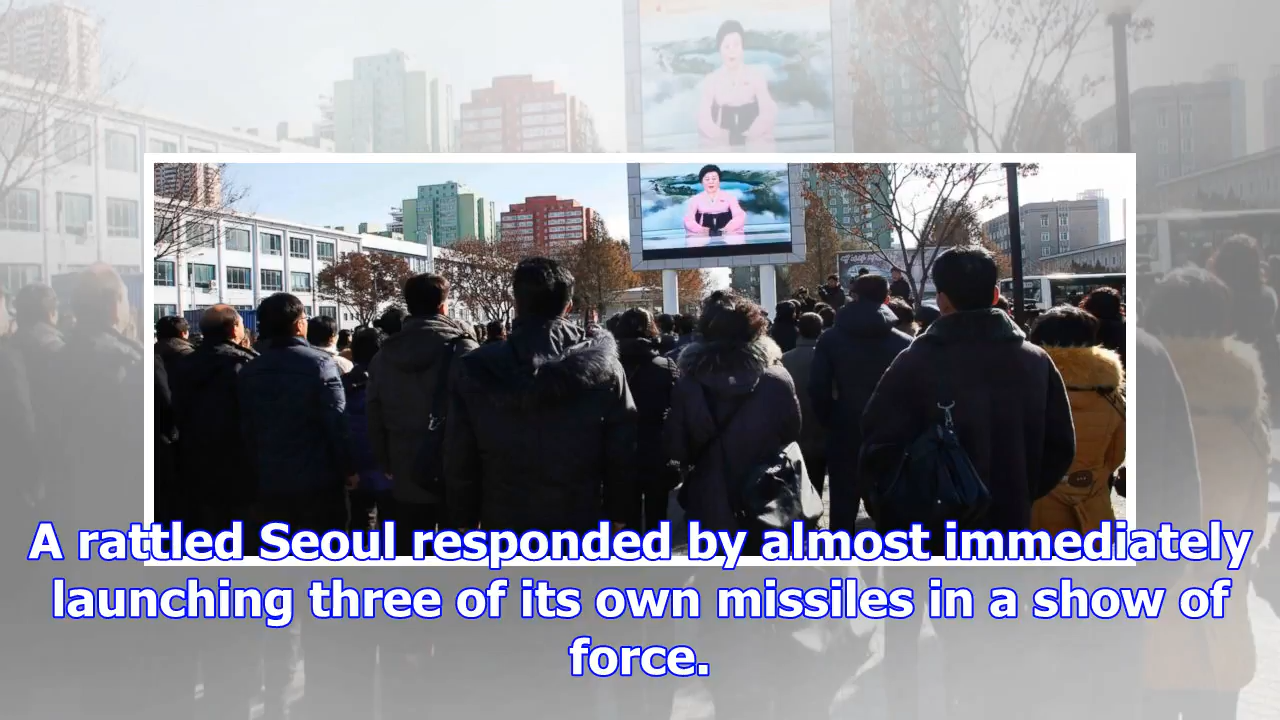 A rattled Seoul responded by almost immediately
launching three of its own missiles in a show of
force.